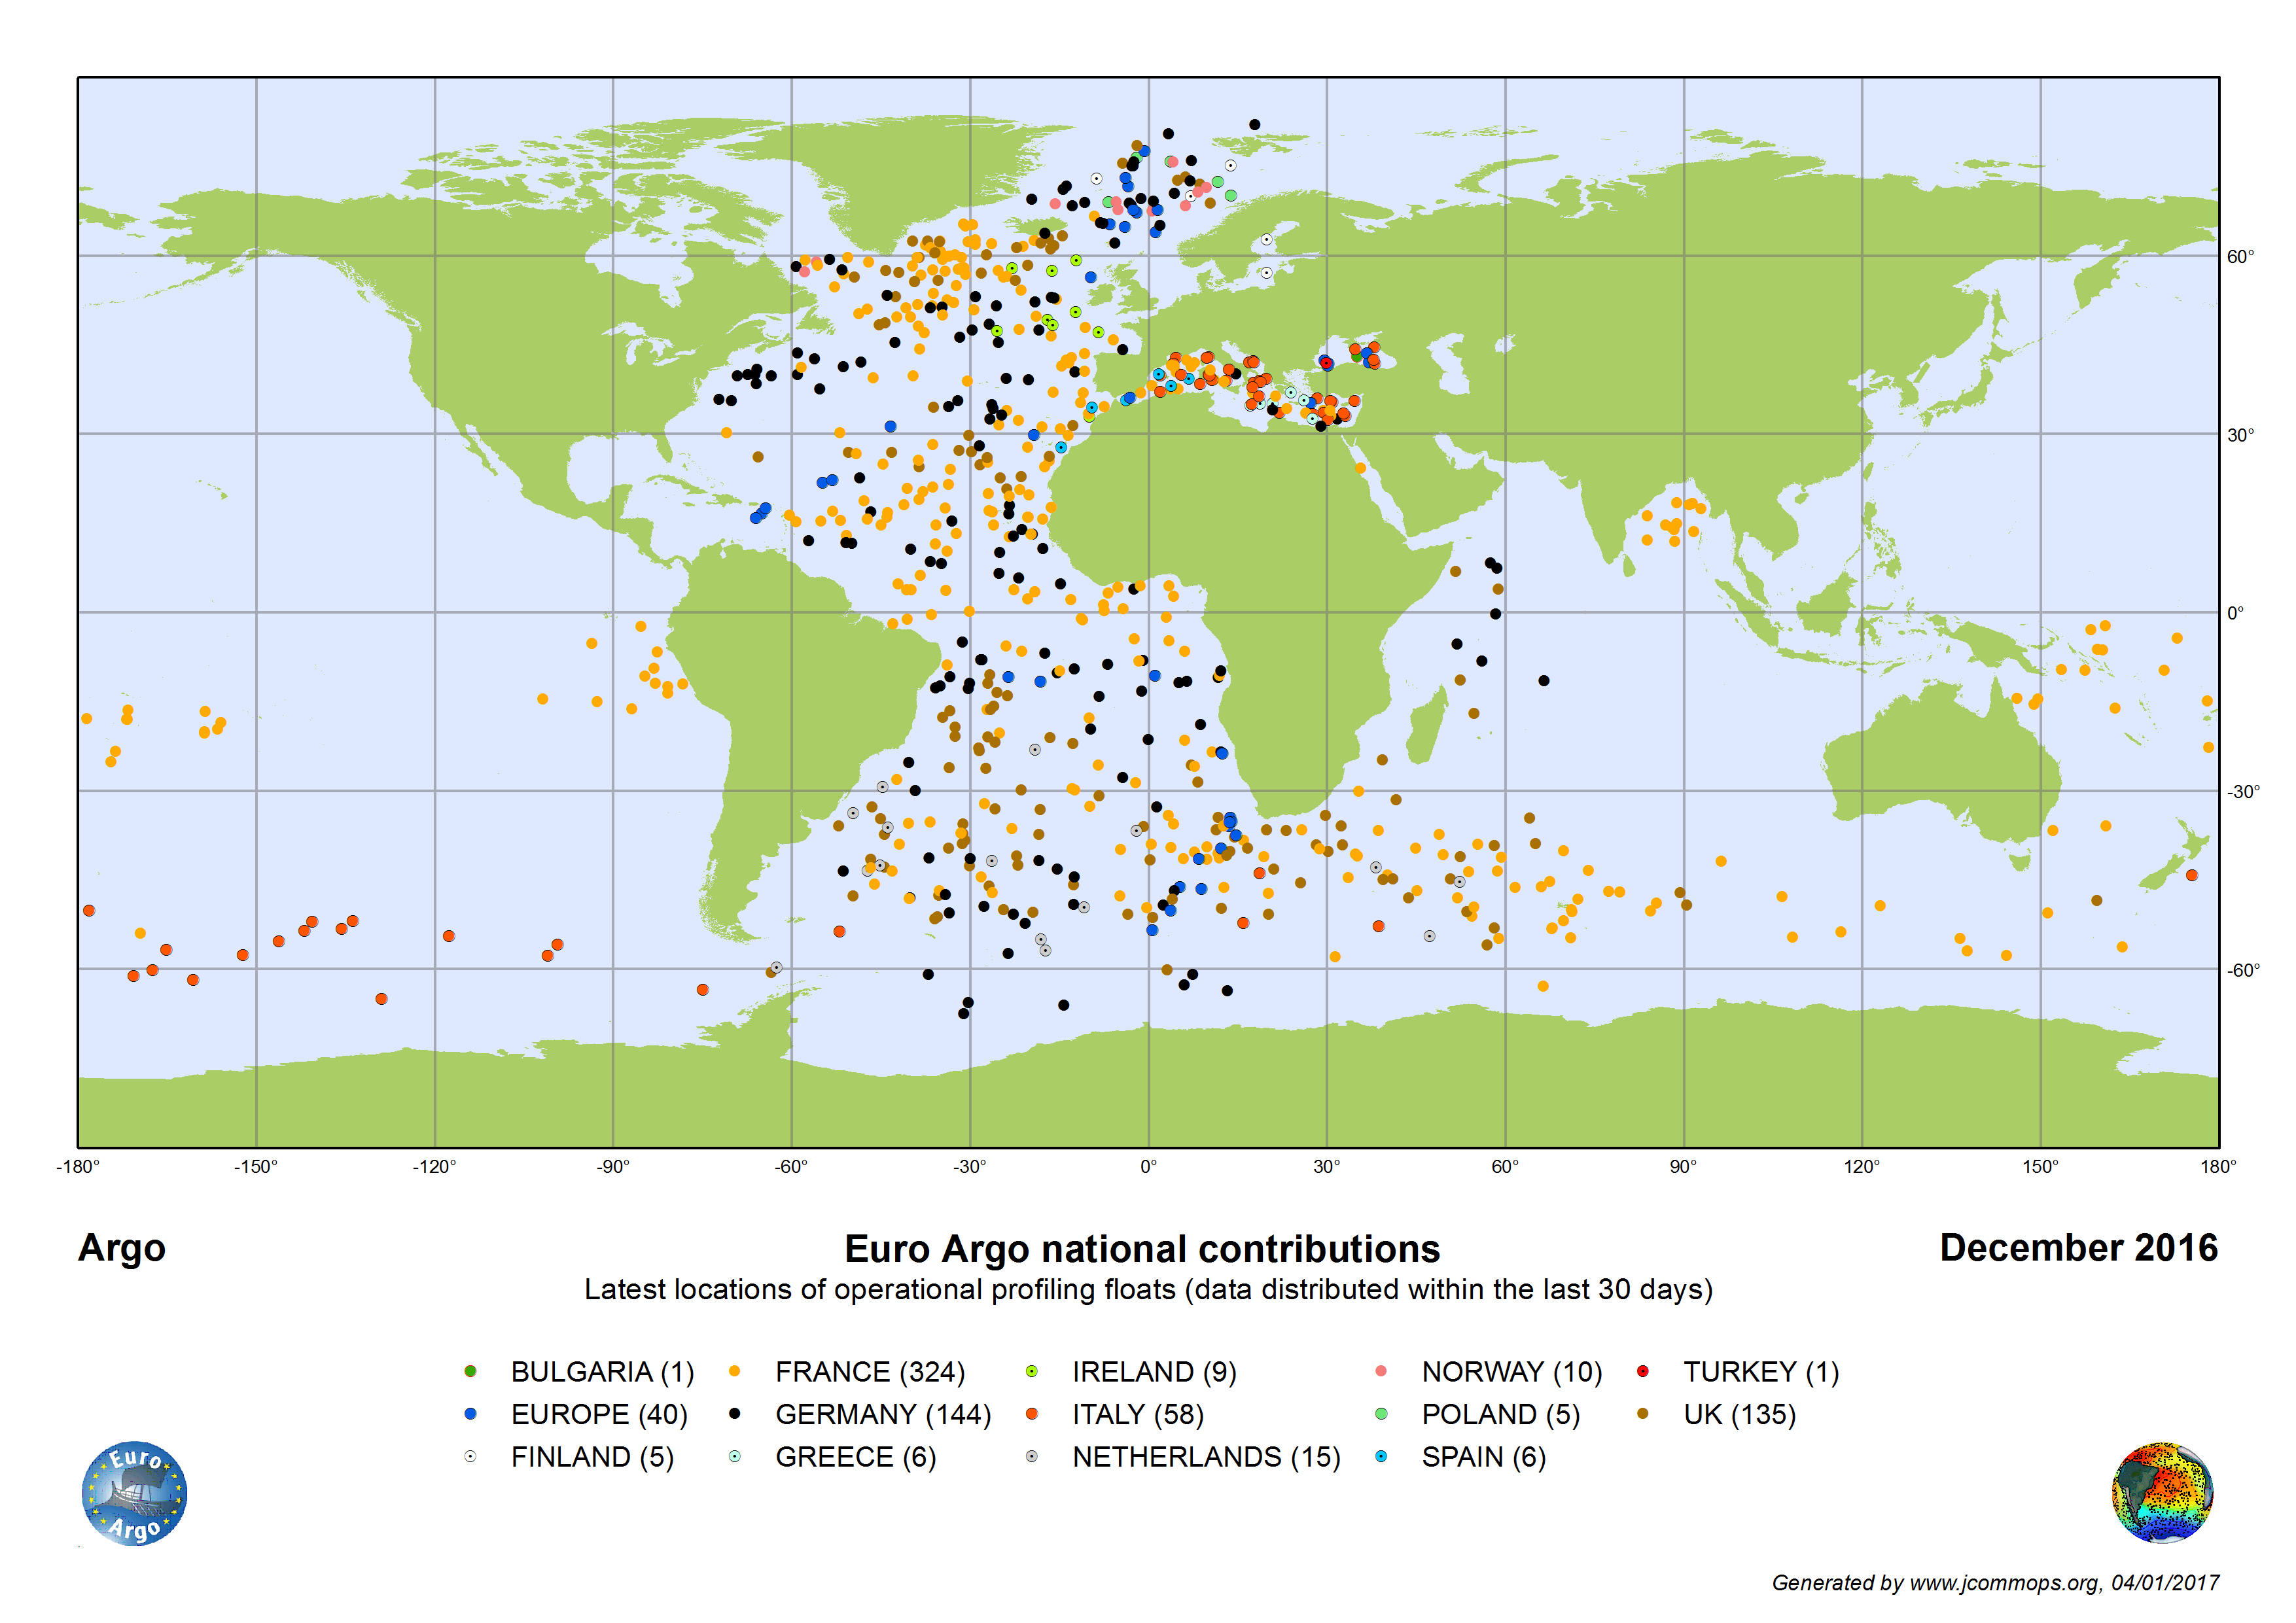 60°
30°
0°
-30°
-60°
-180° -150° -120° -90° -60° -30° 0° 30° 60° 90° 120° 150° 180°
Argo Euro Argo national contributions December 2016
Latest locations of operational profiling floats (data distributed within the last 30 days)
BULGARIA (1) FRANCE (324) IRELAND (9) NORWAY (10) TURKEY (1)
EUROPE (40) GERMANY (144) ITALY (58) POLAND (5) UK (135)
FINLAND (5) GREECE (6) NETHERLANDS (15) SPAIN (6)
Euro
Argo
Generated by www.jcommops.org, 04/01/2017